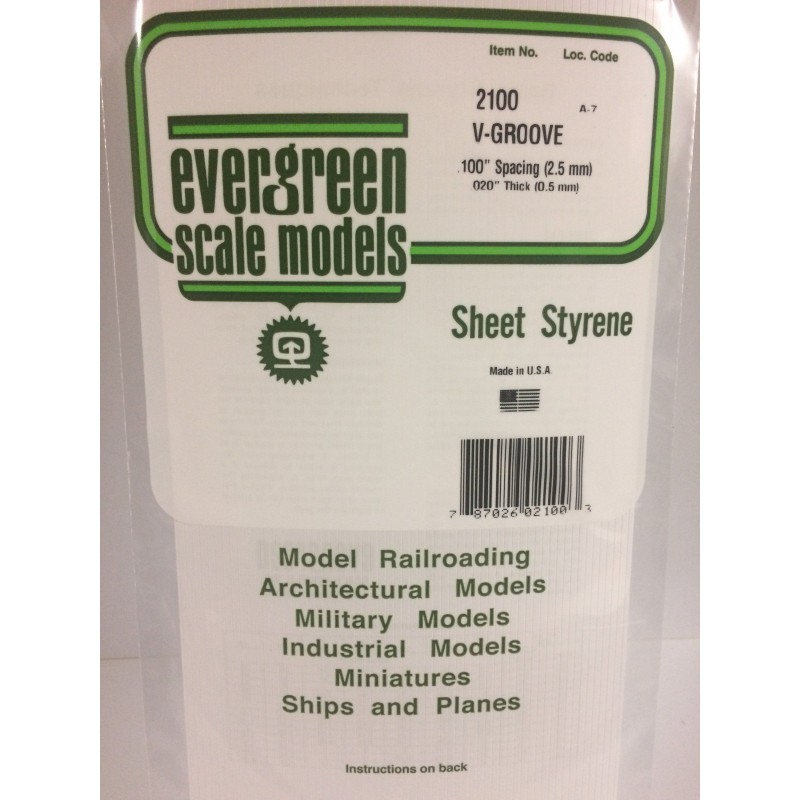 Item No. Loc. Code
2100 A-7
V-GROOVE
.100" Spacing (2.5 mm)
.020" Thick (0.5 mm)
evergreen
scale models
Sheet Styrene
Made in U.S.A.
7 87026 02100 3
Model Railroading
Architectural Models
Military Models
Industrial Models
Miniatures
Ships and Planes
Instructions on back